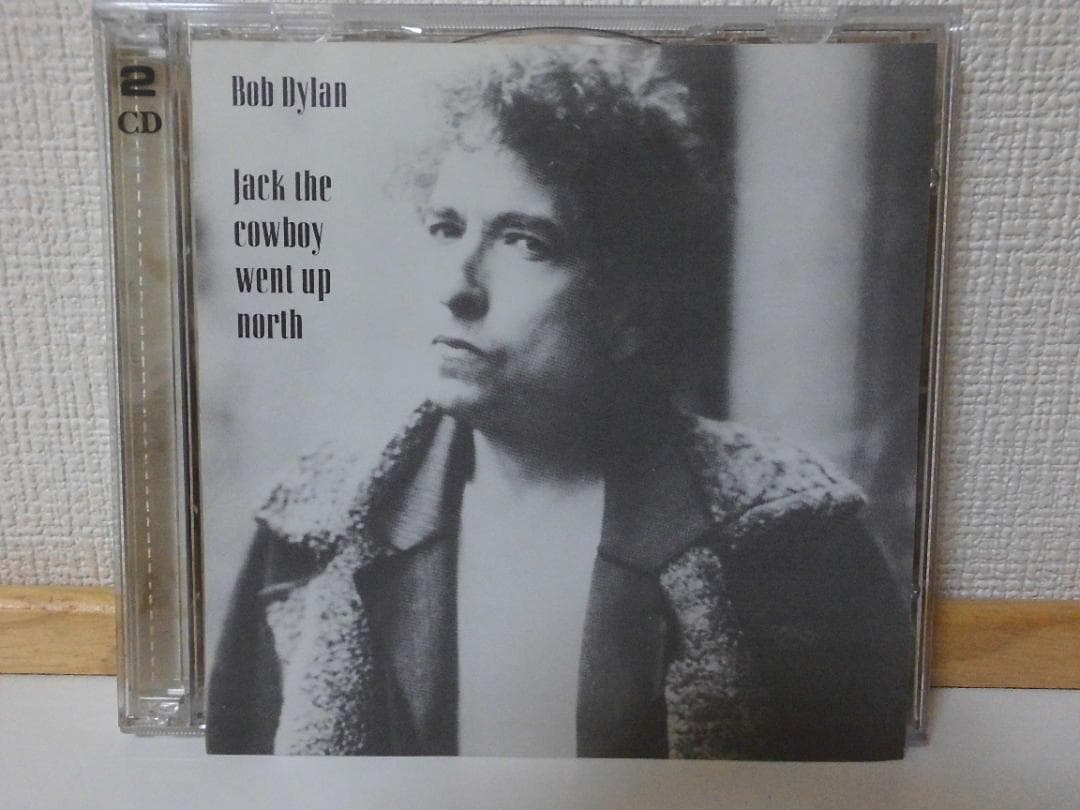 2
CD
Bob Dylan
Jack the
cowboy
went up
north